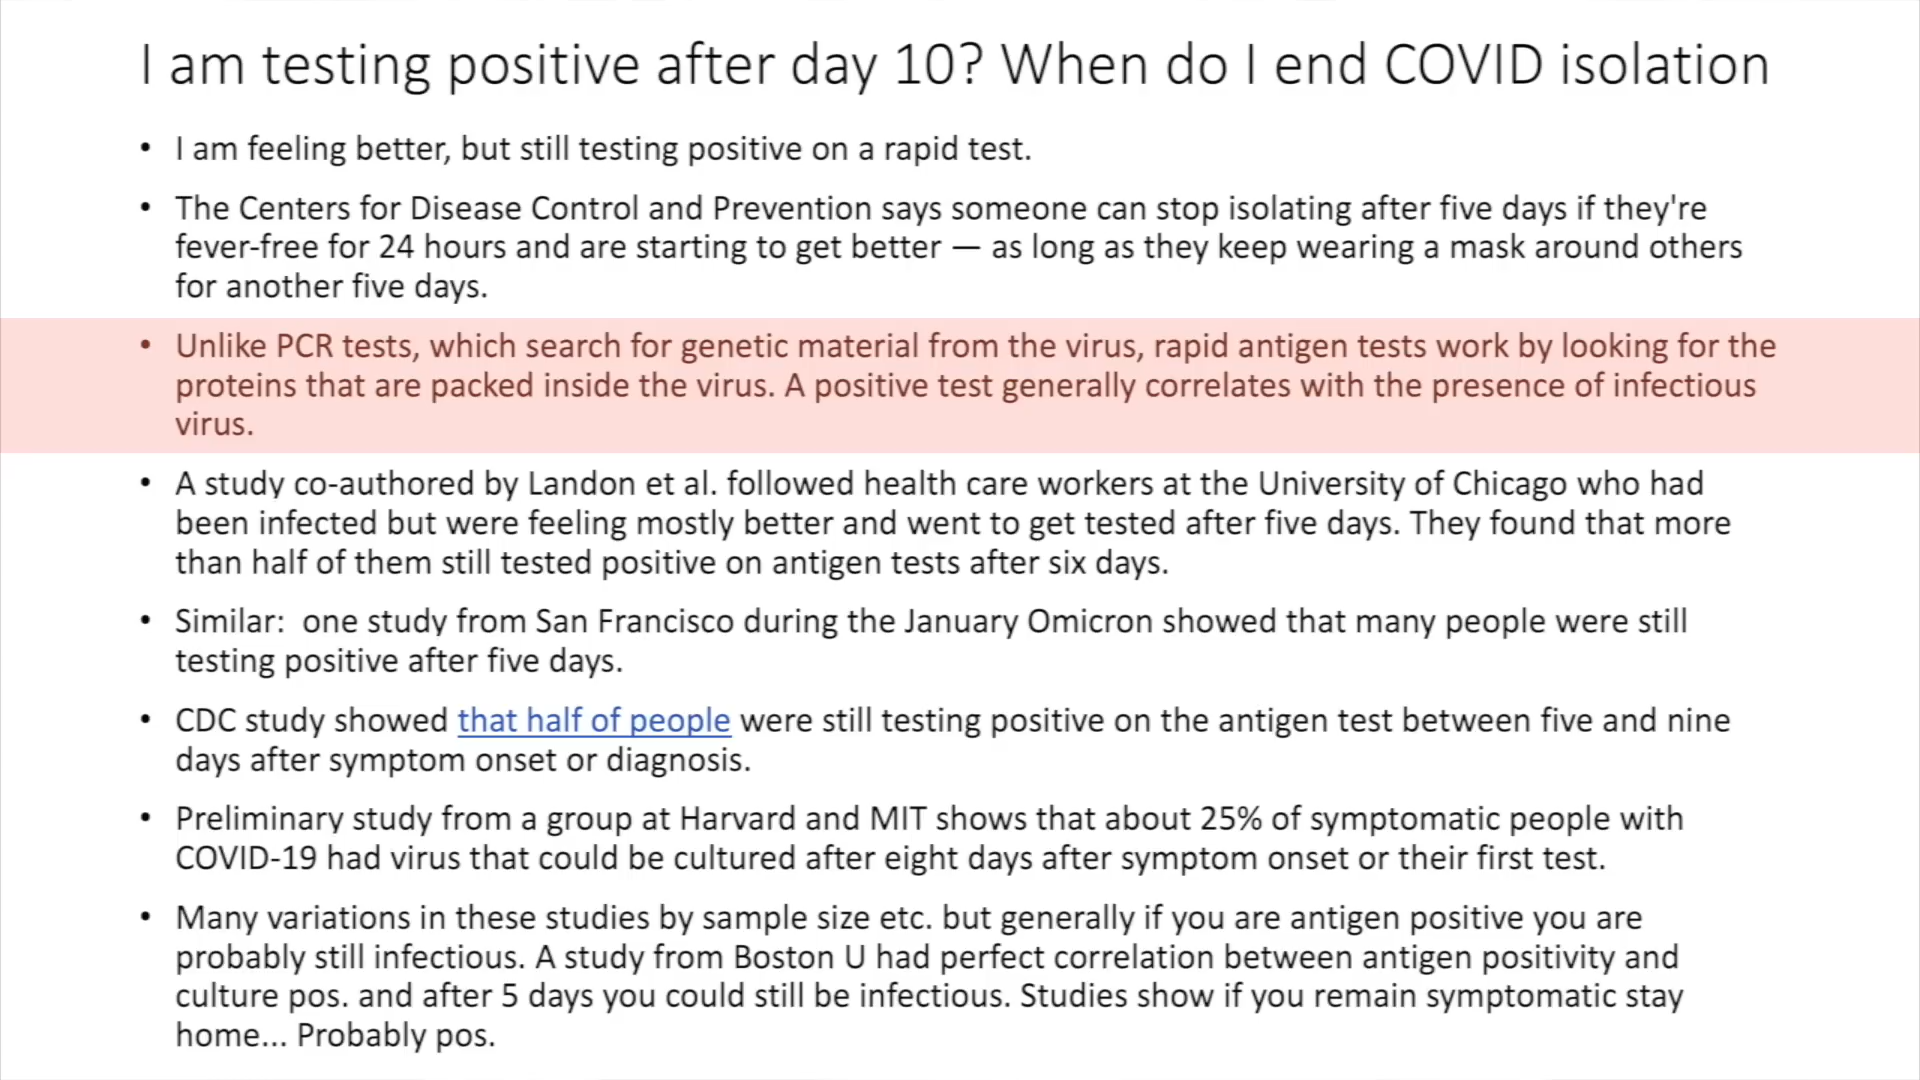 I am testing positive after day 10? When do I end COVID isolation
• I am feeling better, but still testing positive on a rapid test.
• The Centers for Disease Control and Prevention says someone can stop isolating after five days if they're
fever-free for 24 hours and are starting to get better — as long as they keep wearing a mask around others
for another five days.
• Unlike PCR tests, which search for genetic material from the virus, rapid antigen tests work by looking for the
proteins that are packed inside the virus. A positive test generally correlates with the presence of infectious
virus.
• A study co-authored by Landon et al. followed health care workers at the University of Chicago who had
been infected but were feeling mostly better and went to get tested after five days. They found that more
than half of them still tested positive on antigen tests after six days.
• Similar:  one study from San Francisco during the January Omicron showed that many people were still
testing positive after five days.
• CDC study showed that half of people were still testing positive on the antigen test between five and nine
days after symptom onset or diagnosis.
• Preliminary study from a group at Harvard and MIT shows that about 25% of symptomatic people with
COVID-19 had virus that could be cultured after eight days after symptom onset or their first test.
• Many variations in these studies by sample size etc. but generally if you are antigen positive you are
probably still infectious. A study from Boston U had perfect correlation between antigen positivity and
culture pos. and after 5 days you could still be infectious. Studies show if you remain symptomatic stay
home... Probably pos.